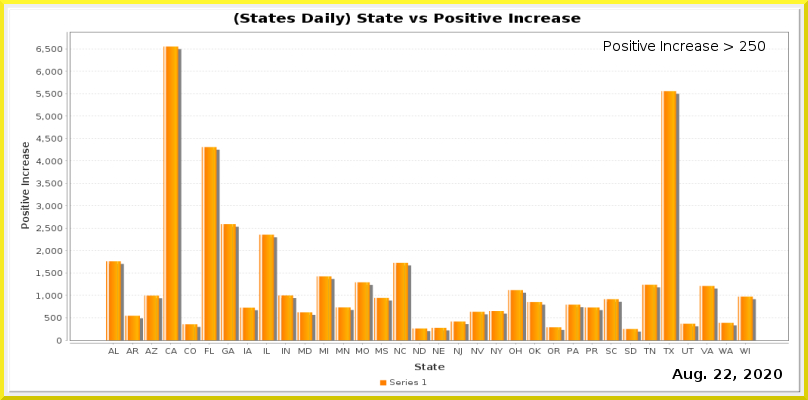 (States Daily) State vs Positive Increase
Positive Increase > 250
Positive Increase
6,500
6,000
5,500
5,000
4,500
4,000
3,500
3,000
2,500
2,000
1,500
1,000
500
0
AL AR AZ CA CO FL GA IA IL IN MD MI MN MO MS NC ND NE NJ NV NY OH OK OR PA PR SC SD TN TX UT VA WA WI
State
Aug. 22, 2020
Series 1